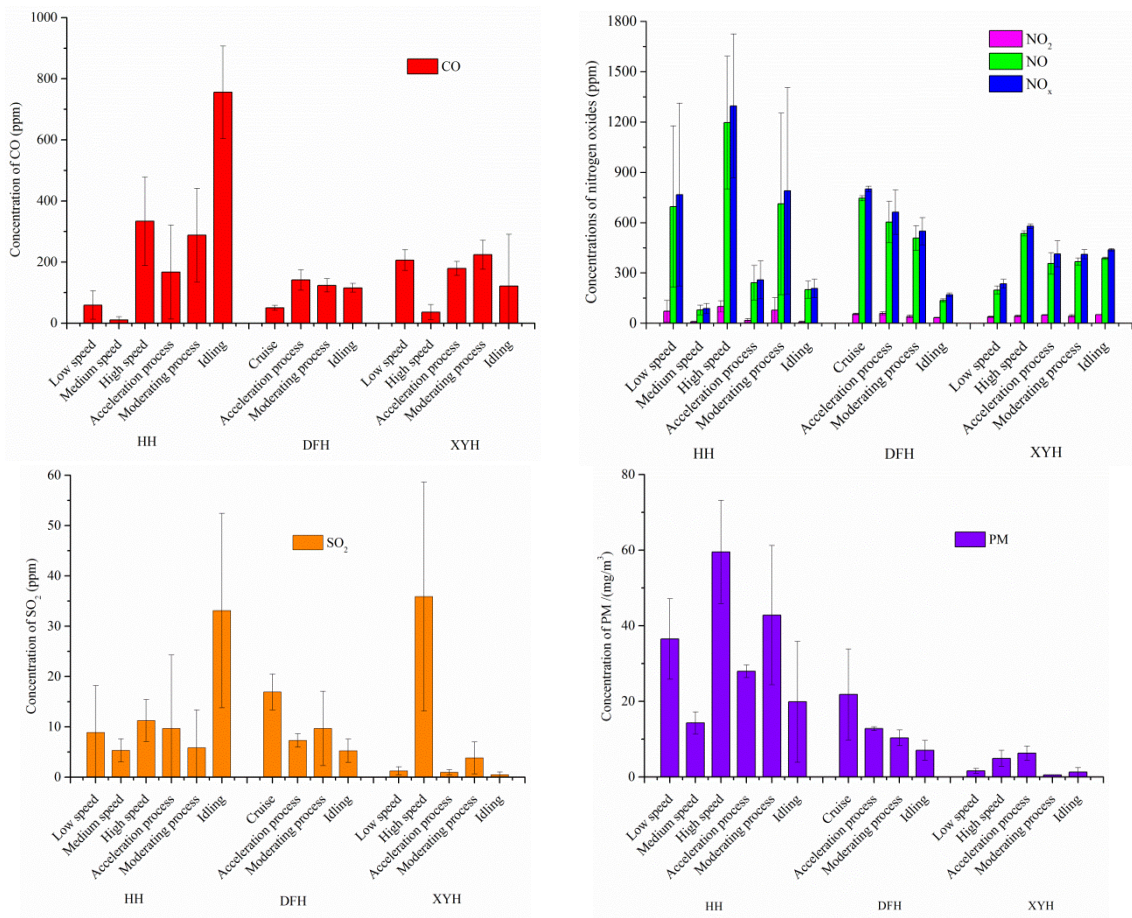 1000
800
600
400
200
0
Concentration of CO (ppm)
CO
Low speed
Medium speed
High speed
Acceleration process
Moderating process
Idling
Cruise
Acceleration process
Moderating process
Idling
Low speed
High speed
Acceleration process
Moderating process
Idling
HH DFH XYH
1800
1500
1200
900
600
300
0
Concentrations of nitrogen oxides (ppm)
NO₂
NO
NOₓ
Low speed
Medium speed
High speed
Acceleration process
Moderating process
Idling
Cruise
Acceleration process
Moderating process
Idling
Low speed
High speed
Acceleration process
Moderating process
Idling
HH DFH XYH
60
50
40
30
20
10
0
Concentration of SO₂ (ppm)
SO₂
Low speed
Medium speed
High speed
Acceleration process
Moderating process
Idling
Cruise
Acceleration process
Moderating process
Idling
Low speed
High speed
Acceleration process
Moderating process
Idling
HH DFH XYH
80
60
40
20
0
Concentration of PM /(mg/m³)
PM
Low speed
Medium speed
High speed
Acceleration process
Moderating process
Idling
Cruise
Acceleration process
Moderating process
Idling
Low speed
High speed
Acceleration process
Moderating process
Idling
HH DFH XYH